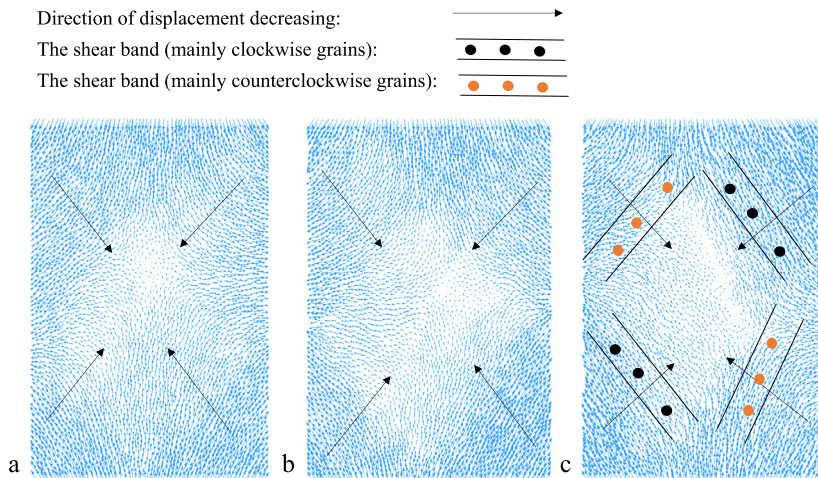 Direction of displacement decreasing:
The shear band (mainly clockwise grains):
The shear band (mainly counterclockwise grains):
a
b
c